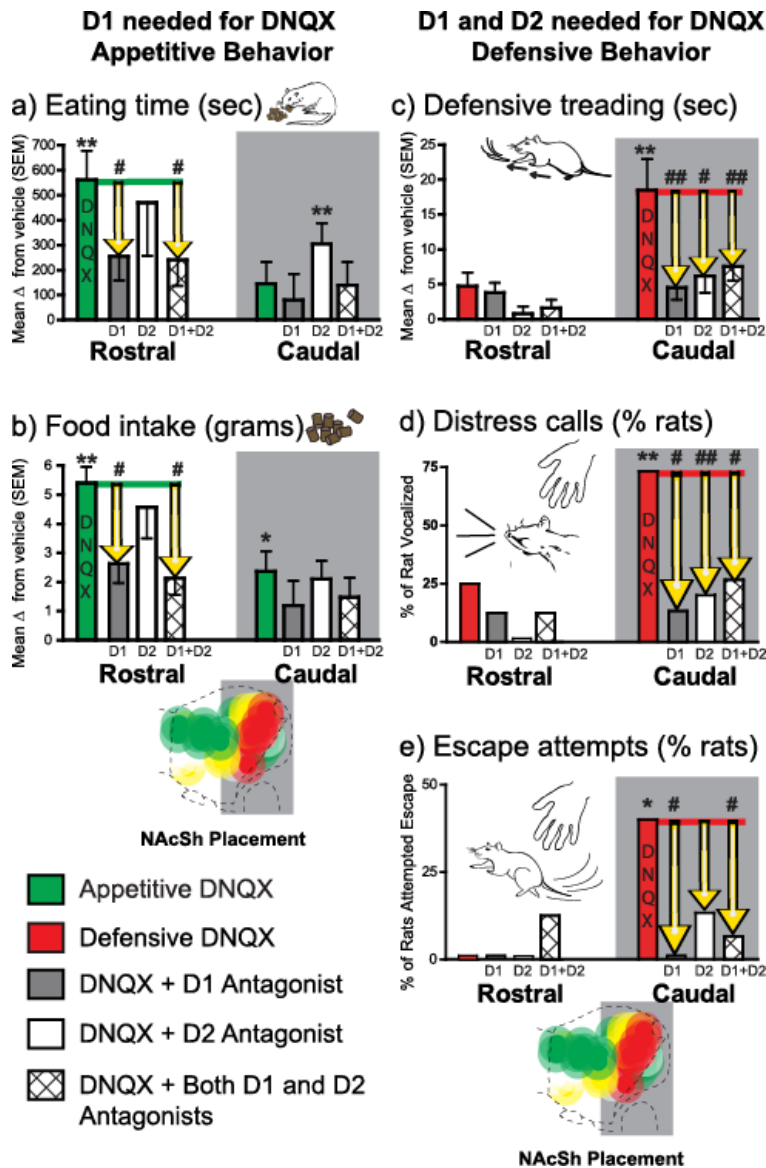 D1 needed for DNQX
Appetitive Behavior
D1 and D2 needed for DNQX
Defensive Behavior
a) Eating time (sec)
Mean Δ from vehicle (SEM)
700
600
500
400
300
200
100
0
**
#
#
**
DNQX
D1
D2
D1+D2
D1
D2
D1+D2
Rostral
Caudal
c) Defensive treading (sec)
Mean Δ from vehicle (SEM)
25
20
15
10
5
0
**
##
#
##
DNQX
D1
D2
D1+D2
D1
D2
D1+D2
Rostral
Caudal
b) Food intake (grams)
Mean Δ from vehicle (SEM)
6
5
4
3
2
1
0
**
#
#
*
DNQX
D1
D2
D1+D2
D1
D2
D1+D2
Rostral
Caudal
NAcSh Placement
d) Distress calls (% rats)
% of Rat Vocalized
75
50
25
0
**
#
##
#
DNQX
D1
D2
D1+D2
D1
D2
D1+D2
Rostral
Caudal
e) Escape attempts (% rats)
% of Rats Attempted Escape
50
25
0
*
#
#
DNQX
D1
D2
D1+D2
D1
D2
D1+D2
Rostral
Caudal
NAcSh Placement
Appetitive DNQX
Defensive DNQX
DNQX + D1 Antagonist
DNQX + D2 Antagonist
DNQX + Both D1 and D2
Antagonists